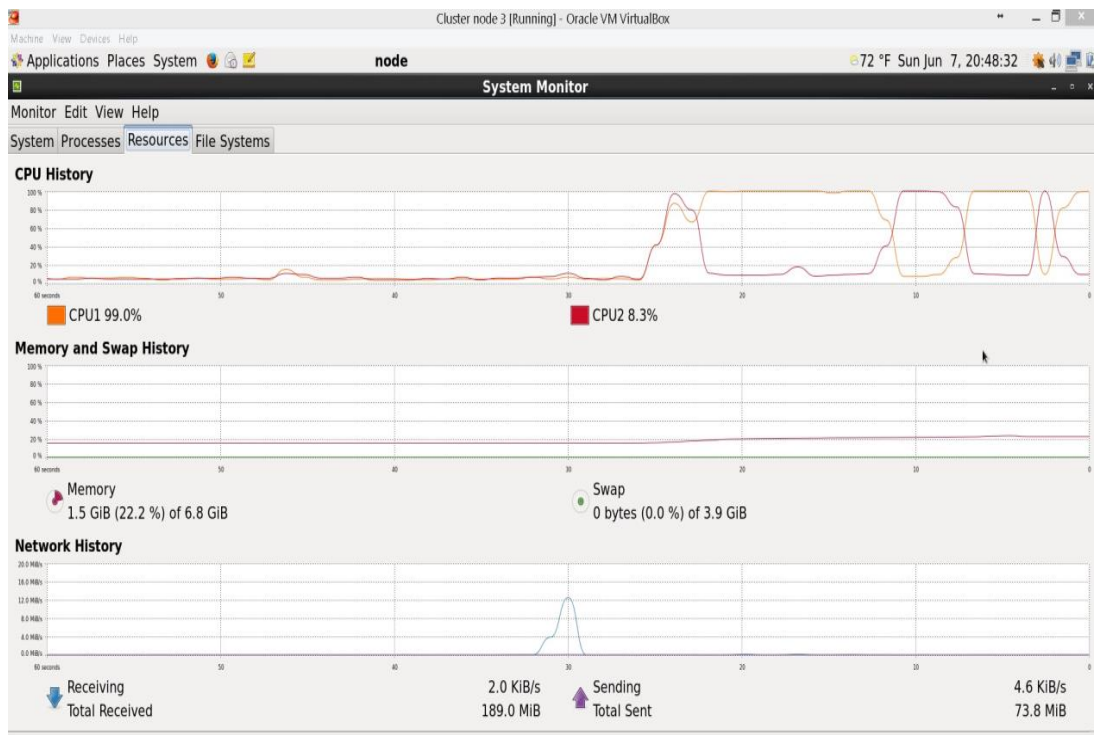 Cluster node 3 [Running] - Oracle VM VirtualBox
Machine View Devices Help
Applications Places System node 72 °F Sun Jun 7, 20:48:32
System Monitor
Monitor Edit View Help
System Processes Resources File Systems
CPU History
100 %
80 %
60 %
40 %
20 %
0 %
60 seconds 50 40 30 20 10 0
CPU1 99.0% CPU2 8.3%
Memory and Swap History
100 %
80 %
60 %
40 %
20 %
0 %
60 seconds 50 40 30 20 10 0
Memory Swap
1.5 GiB (22.2 %) of 6.8 GiB 0 bytes (0.0 %) of 3.9 GiB
Network History
20.0 MiB/s
16.0 MiB/s
12.0 MiB/s
8.0 MiB/s
4.0 MiB/s
0.0 MiB/s
60 seconds 50 40 30 20 10 0
Receiving 2.0 KiB/s Sending 4.6 KiB/s
Total Received 189.0 MiB Total Sent 73.8 MiB